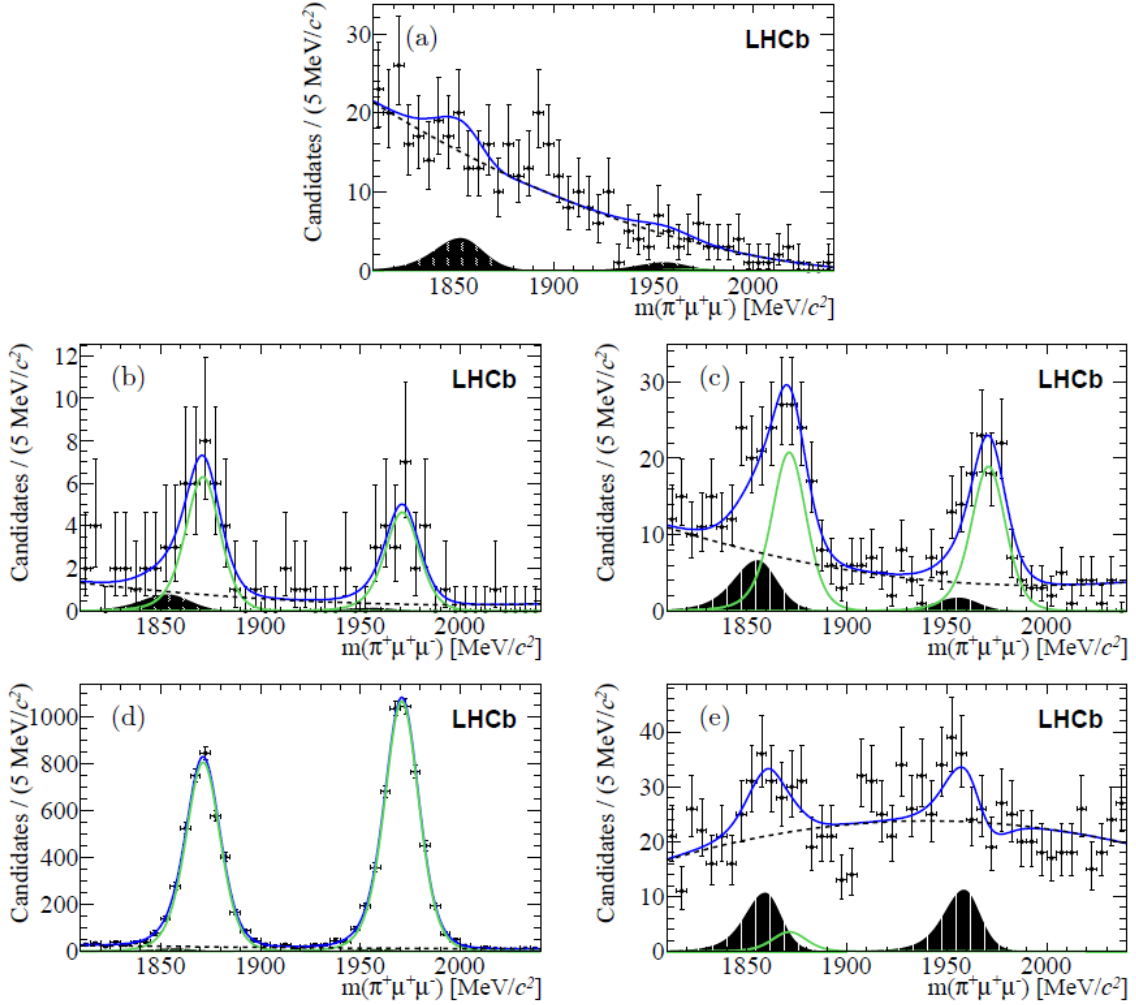 (a) LHCb
Candidates / (5 MeV/c²)
30
20
10
0
1850 1900 1950 2000
m(π⁺μ⁺μ⁻) [MeV/c²]
(b) LHCb
Candidates / (5 MeV/c²)
12
10
8
6
4
2
0
1850 1900 1950 2000
m(π⁺μ⁺μ⁻) [MeV/c²]
(c) LHCb
Candidates / (5 MeV/c²)
30
20
10
0
1850 1900 1950 2000
m(π⁺μ⁺μ⁻) [MeV/c²]
(d) LHCb
Candidates / (5 MeV/c²)
1000
800
600
400
200
0
1850 1900 1950 2000
m(π⁺μ⁺μ⁻) [MeV/c²]
(e) LHCb
Candidates / (5 MeV/c²)
40
30
20
10
0
1850 1900 1950 2000
m(π⁺μ⁺μ⁻) [MeV/c²]